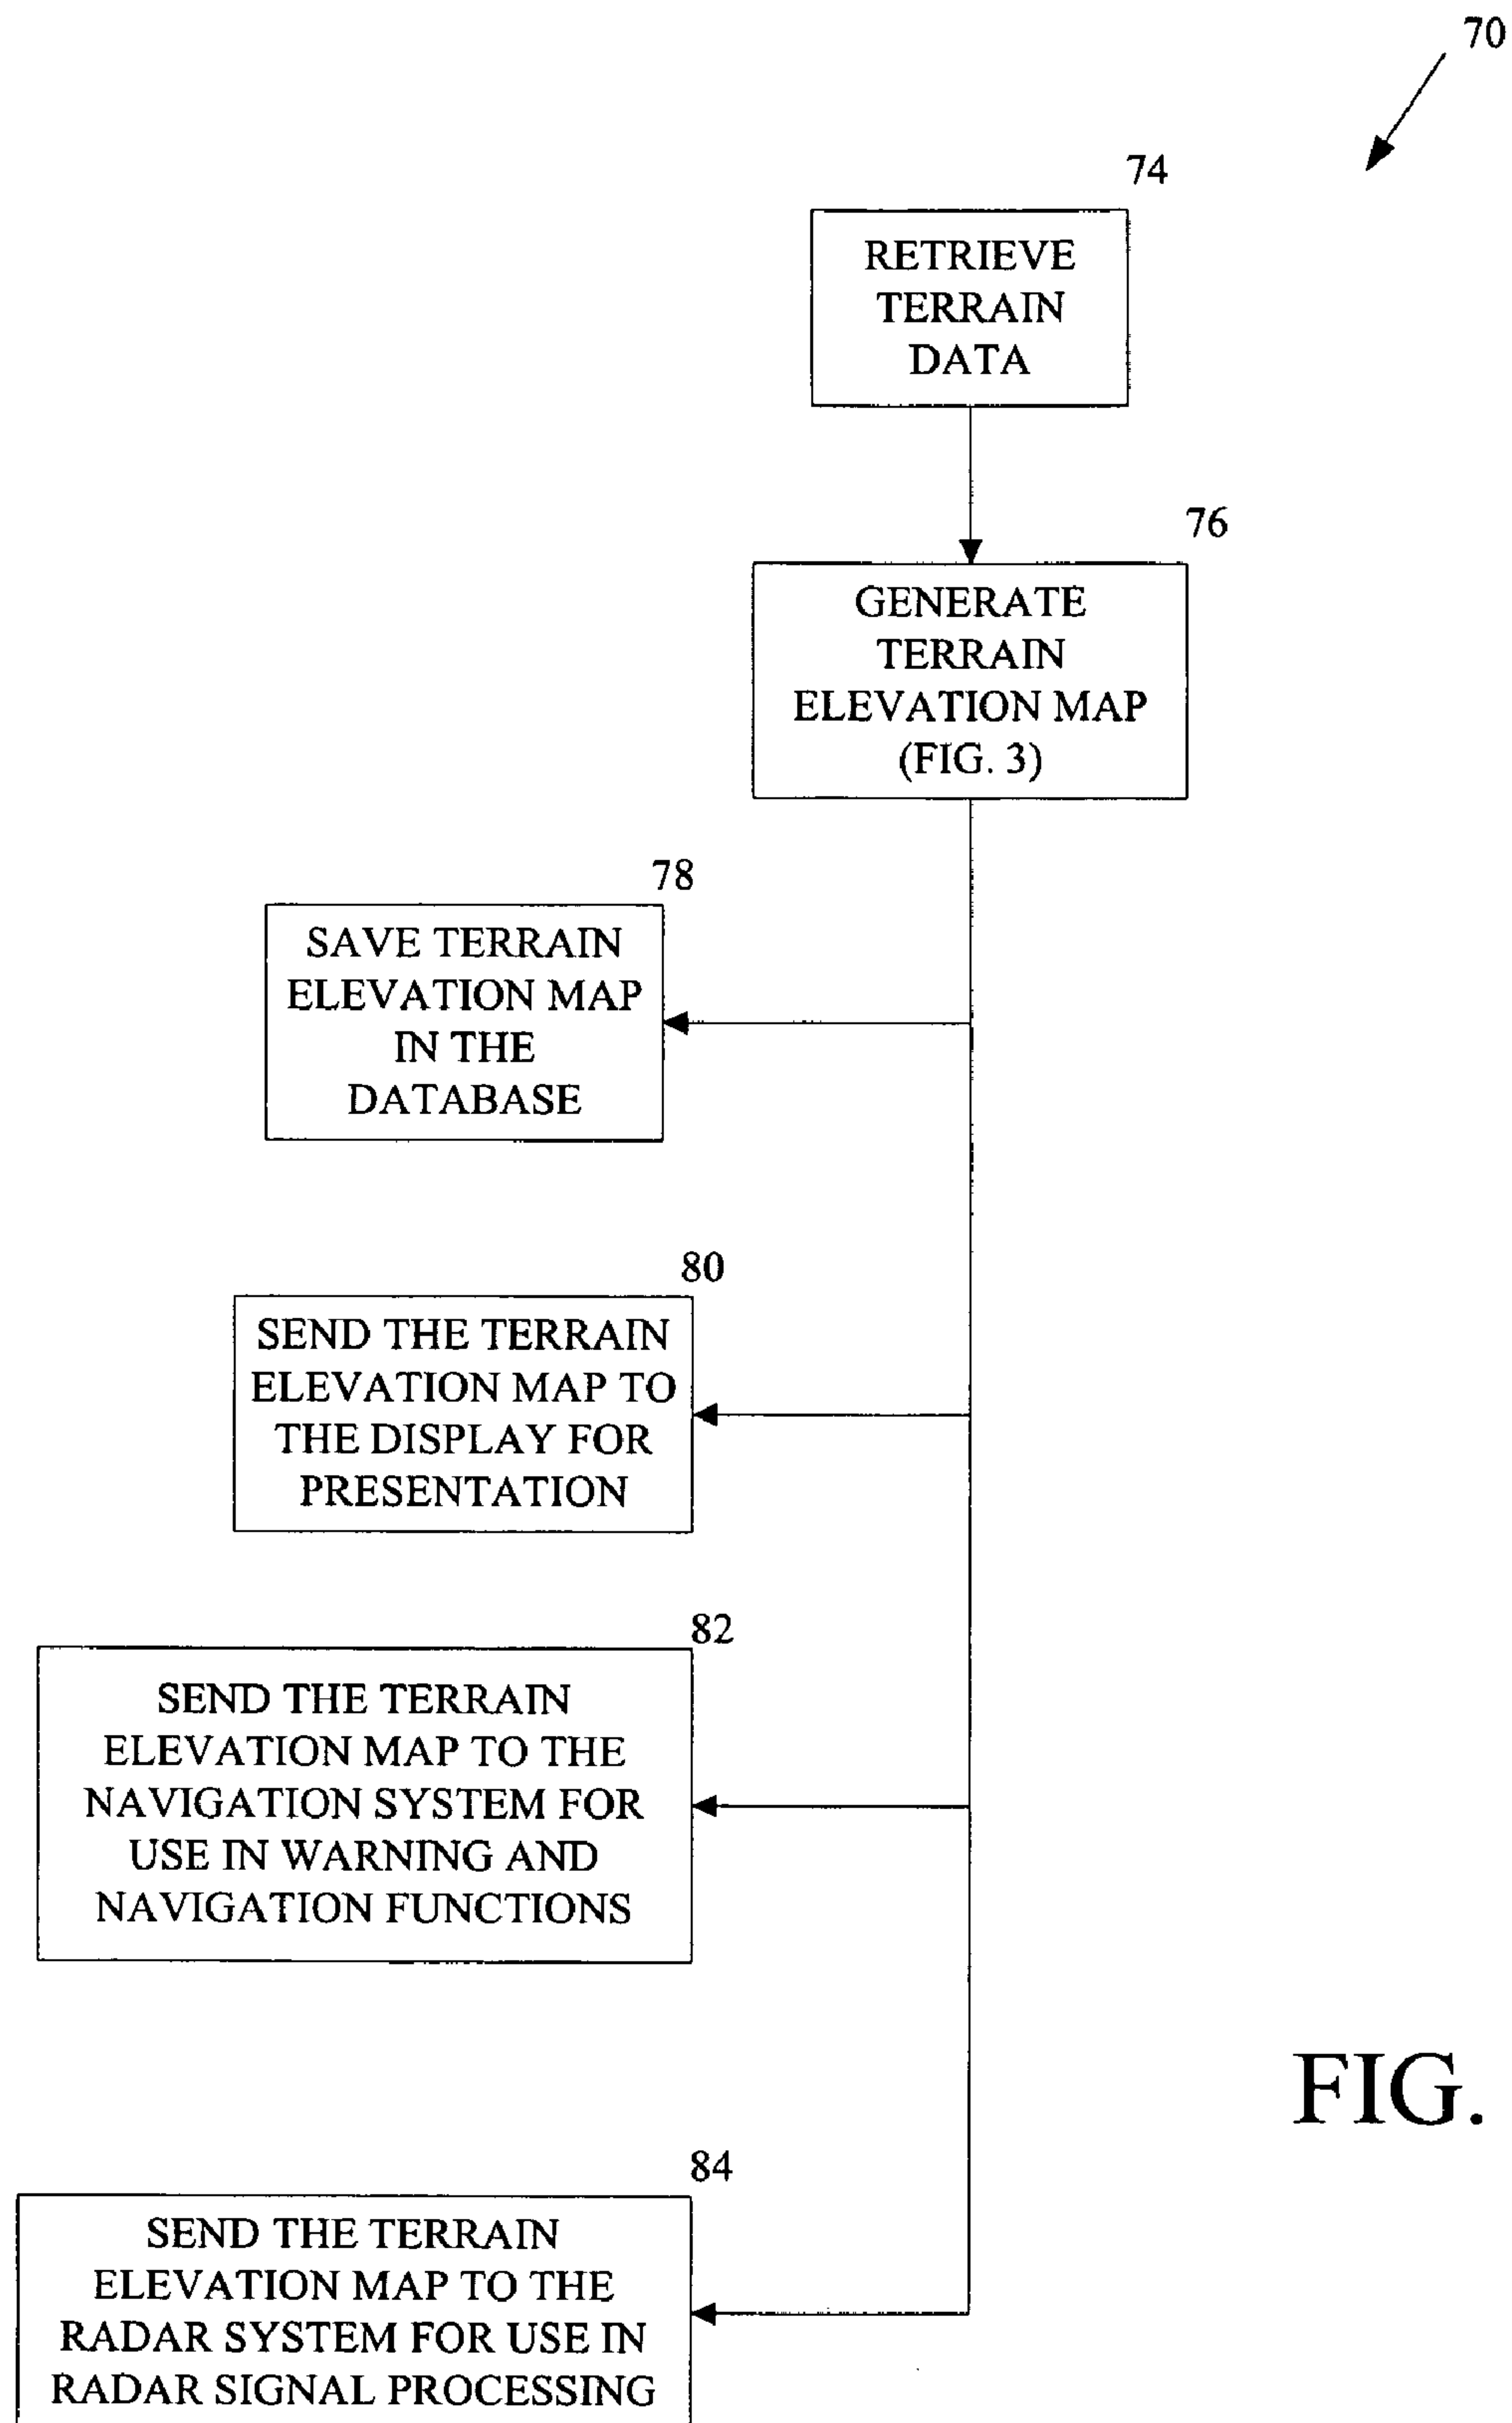 70
74
RETRIEVE
TERRAIN
DATA
76
GENERATE
TERRAIN
ELEVATION MAP
(FIG. 3)
78
SAVE TERRAIN
ELEVATION MAP
IN THE
DATABASE
80
SEND THE TERRAIN
ELEVATION MAP TO
THE DISPLAY FOR
PRESENTATION
82
SEND THE TERRAIN
ELEVATION MAP TO THE
NAVIGATION SYSTEM FOR
USE IN WARNING AND
NAVIGATION FUNCTIONS
FIG.
84
SEND THE TERRAIN
ELEVATION MAP TO THE
RADAR SYSTEM FOR USE IN
RADAR SIGNAL PROCESSING